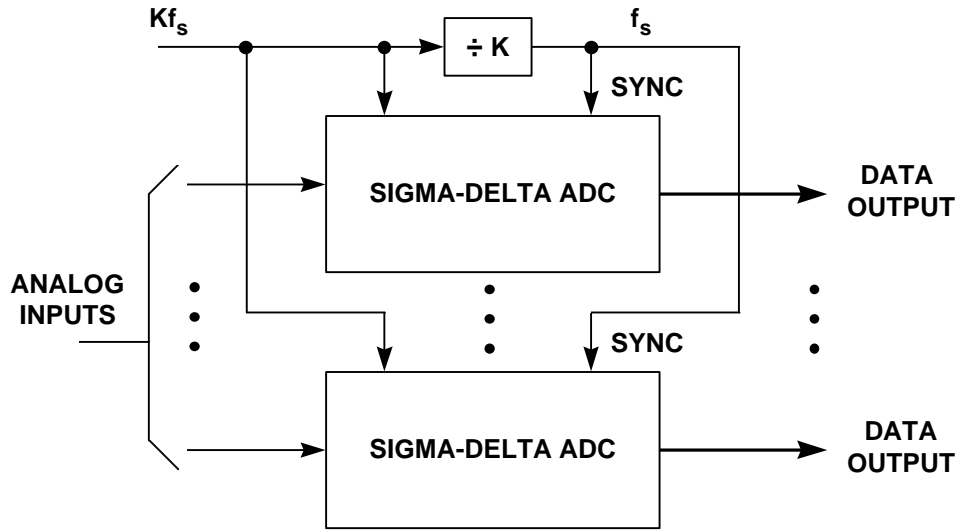 Kfs
÷ K
fs
SYNC
SIGMA-DELTA ADC
DATA
OUTPUT
ANALOG
INPUTS
SYNC
SIGMA-DELTA ADC
DATA
OUTPUT